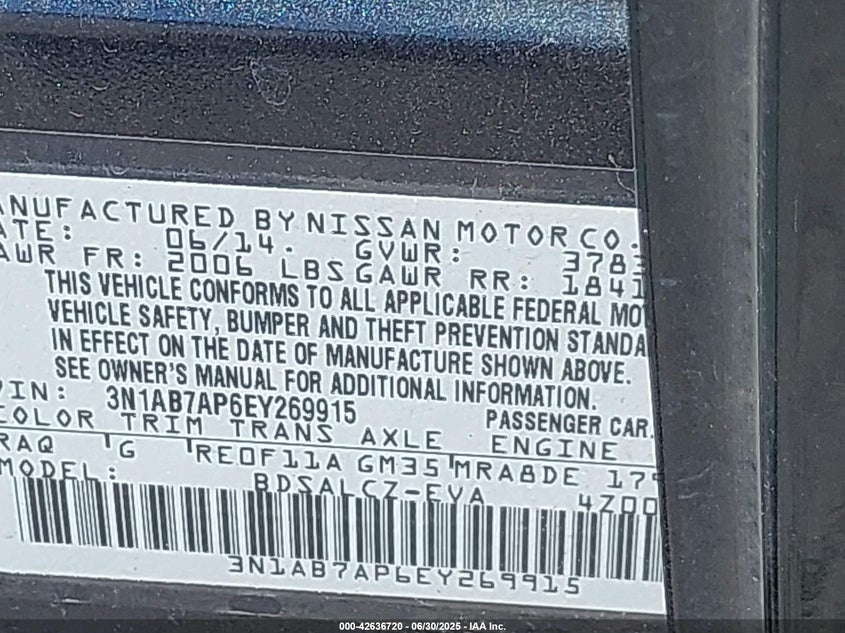 ANUFACTURED BY NISSAN MOTOR CO.
ATE: 06/14. GVWR: 3783
AWR FR: 2006 LBS GAWR RR: 1841
THIS VEHICLE CONFORMS TO ALL APPLICABLE FEDERAL MO
VEHICLE SAFETY, BUMPER AND THEFT PREVENTION STANDA
IN EFFECT ON THE DATE OF MANUFACTURE SHOWN ABOVE.
SEE OWNER'S MANUAL FOR ADDITIONAL INFORMATION.
VIN: 3N1AB7AP6EY269915 PASSENGER CAR.
COLOR TRIM TRANS AXLE ENGINE
RAQ G RE0F11A GM35 MRA8DE 179
MODEL: BDSALCZ-EVA 4Z00
3N1AB7AP6EY269915
000-42636720 - 06/30/2025 - IAA Inc.